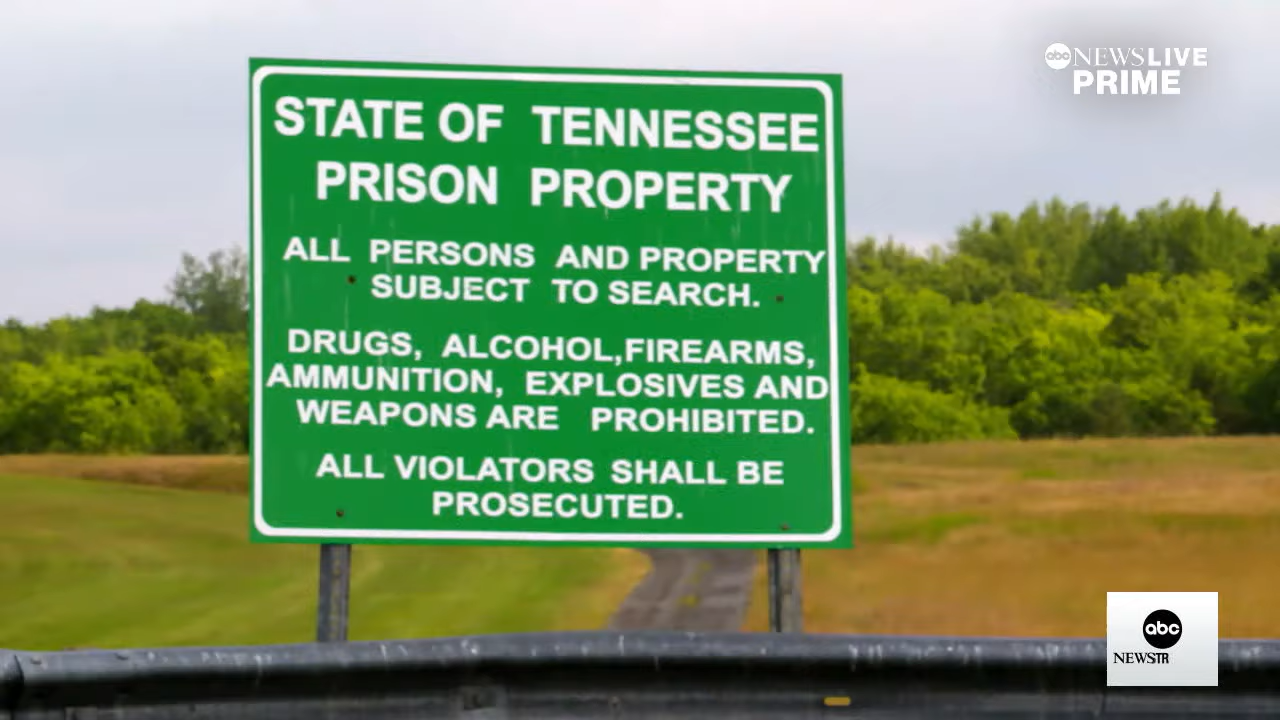 abc NEWS LIVE
PRIME
STATE OF TENNESSEE
PRISON PROPERTY
ALL PERSONS AND PROPERTY
SUBJECT TO SEARCH.
DRUGS, ALCOHOL,FIREARMS,
AMMUNITION, EXPLOSIVES AND
WEAPONS ARE PROHIBITED.
ALL VIOLATORS SHALL BE
PROSECUTED.
abc
NEWSTR